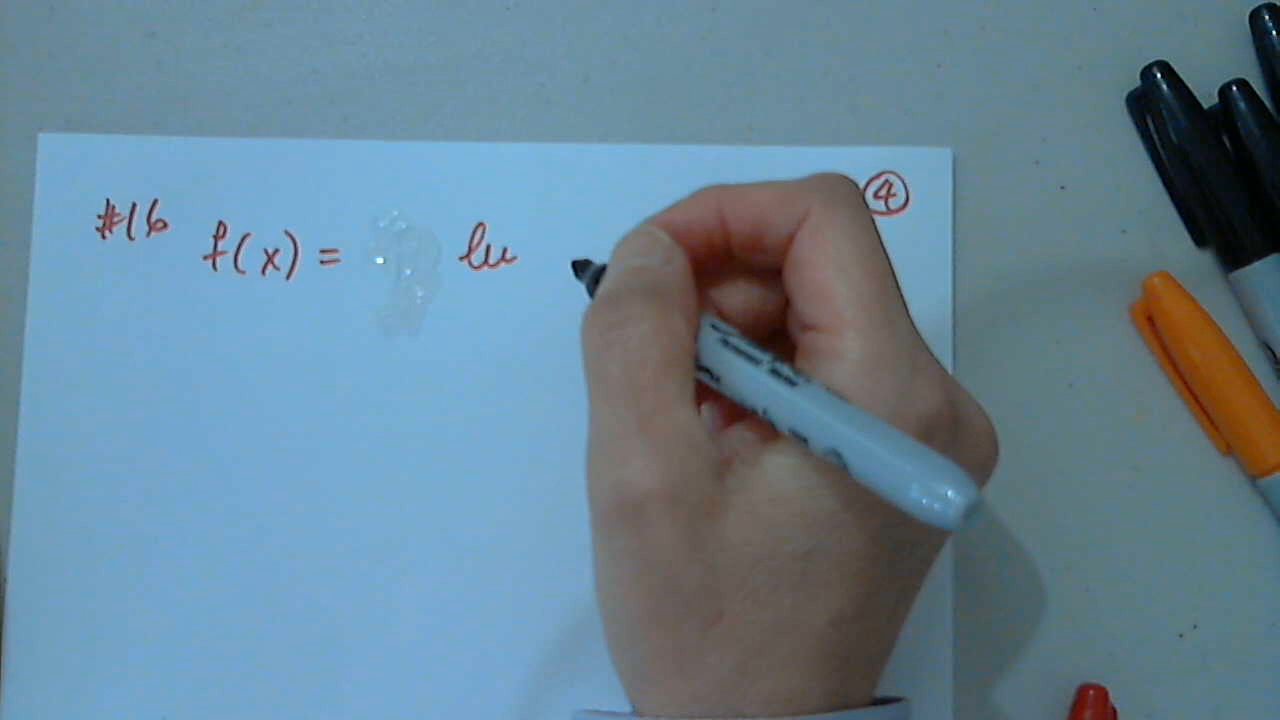 ④
#16 f(x) = ln